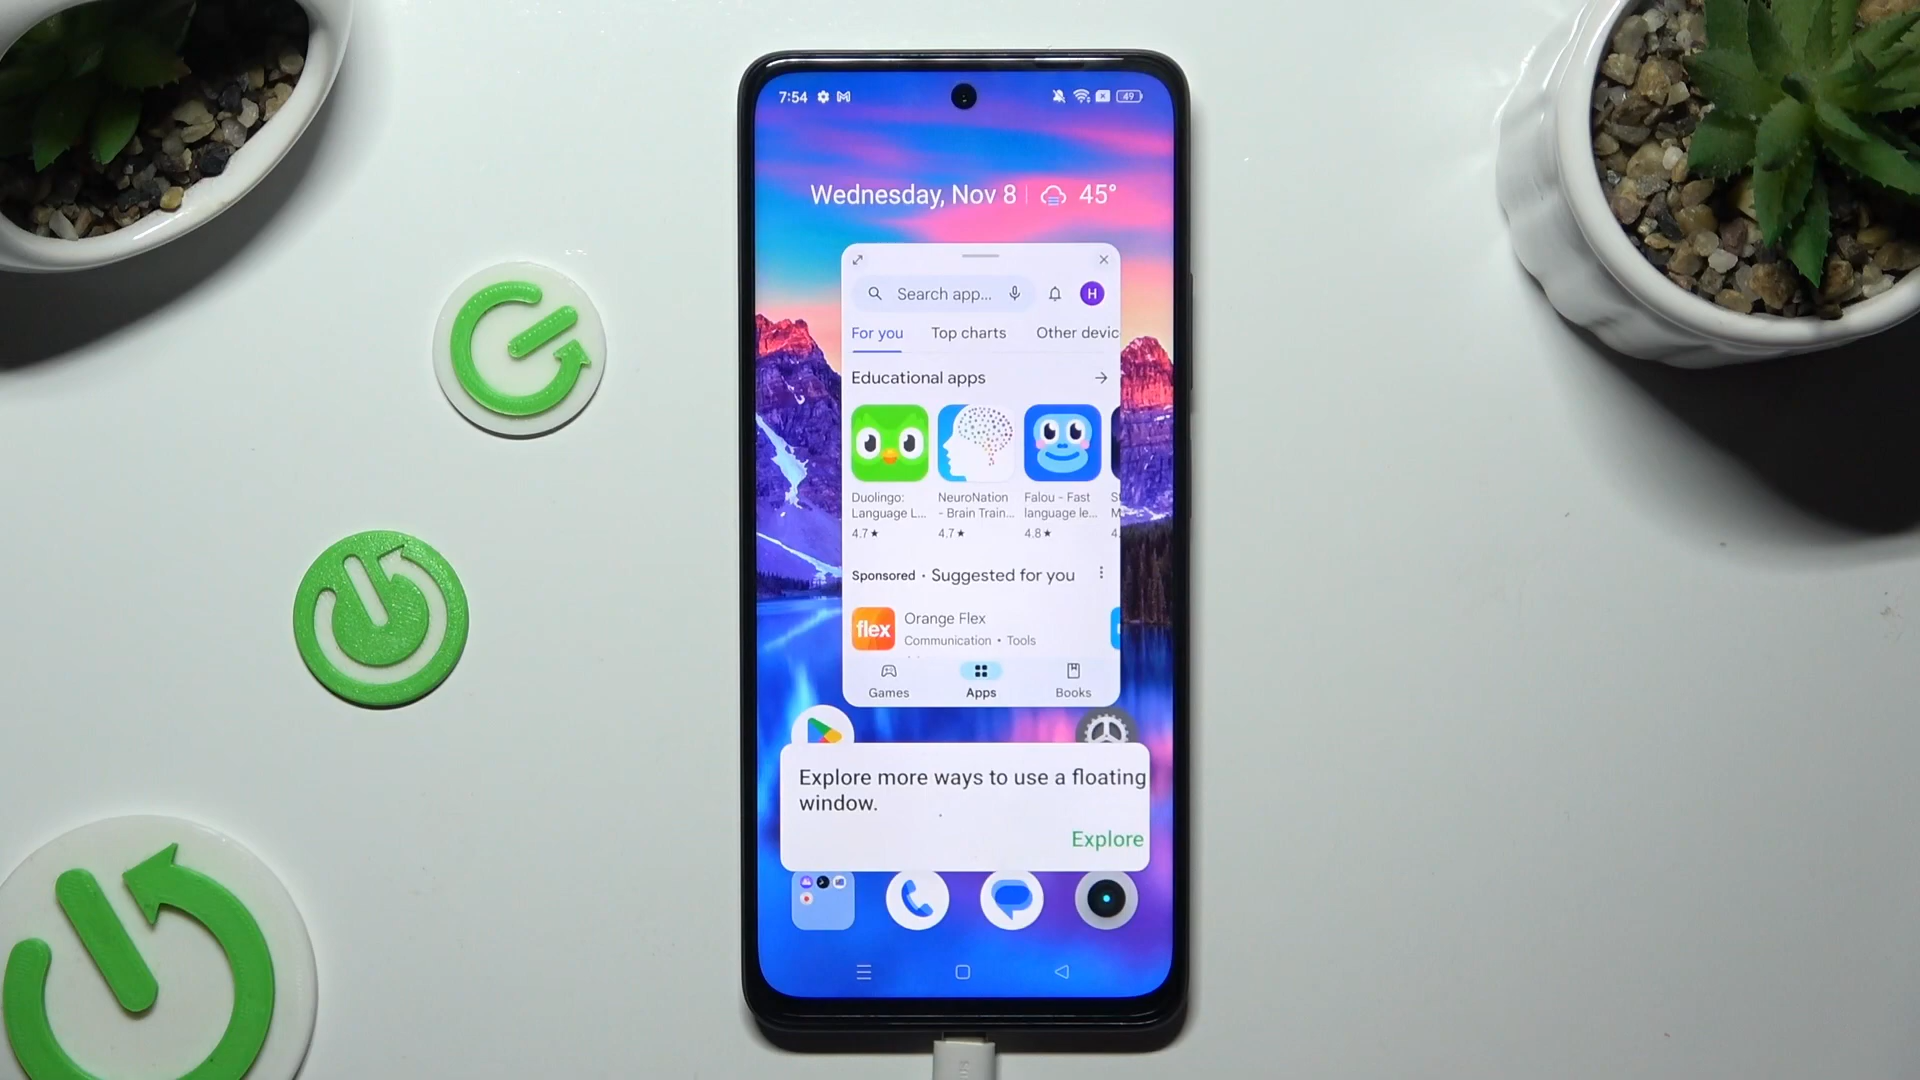 7:54
49
Wednesday, Nov 8 45°
Search app...
H
For you Top charts Other devic
Educational apps
Duolingo: Language L... 4.7★
NeuroNation - Brain Train... 4.7★
Falou - Fast language le... 4.8★
Sponsored • Suggested for you
flex
Orange Flex
Communication • Tools
Games Apps Books
Explore more ways to use a floating
window.
Explore